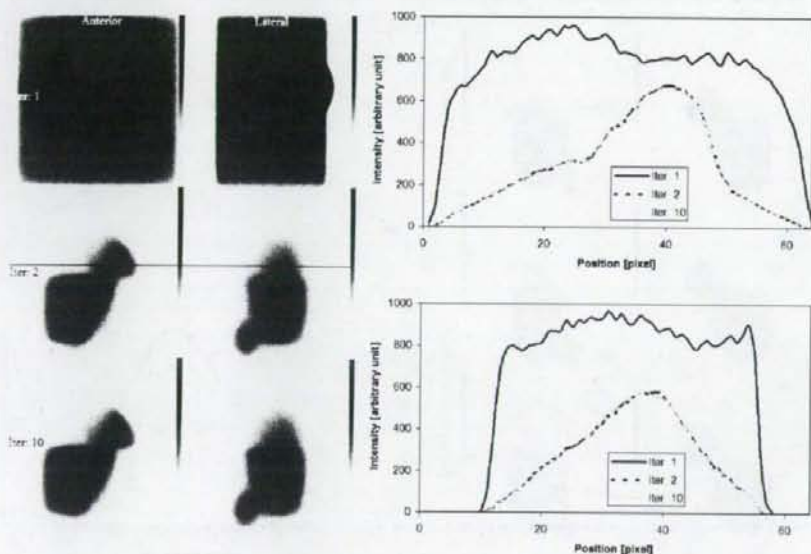 Anterior
Lateral
Iter: 1
Iter: 2
Iter: 10
Intensity [arbitrary unit]
1000
800
600
400
200
0
Iter 1
Iter 2
Iter 10
0
20
40
60
Position [pixel]
Intensity [arbitrary unit]
1000
800
600
400
200
0
Iter 1
Iter 2
Iter 10
0
20
40
60
Position [pixel]